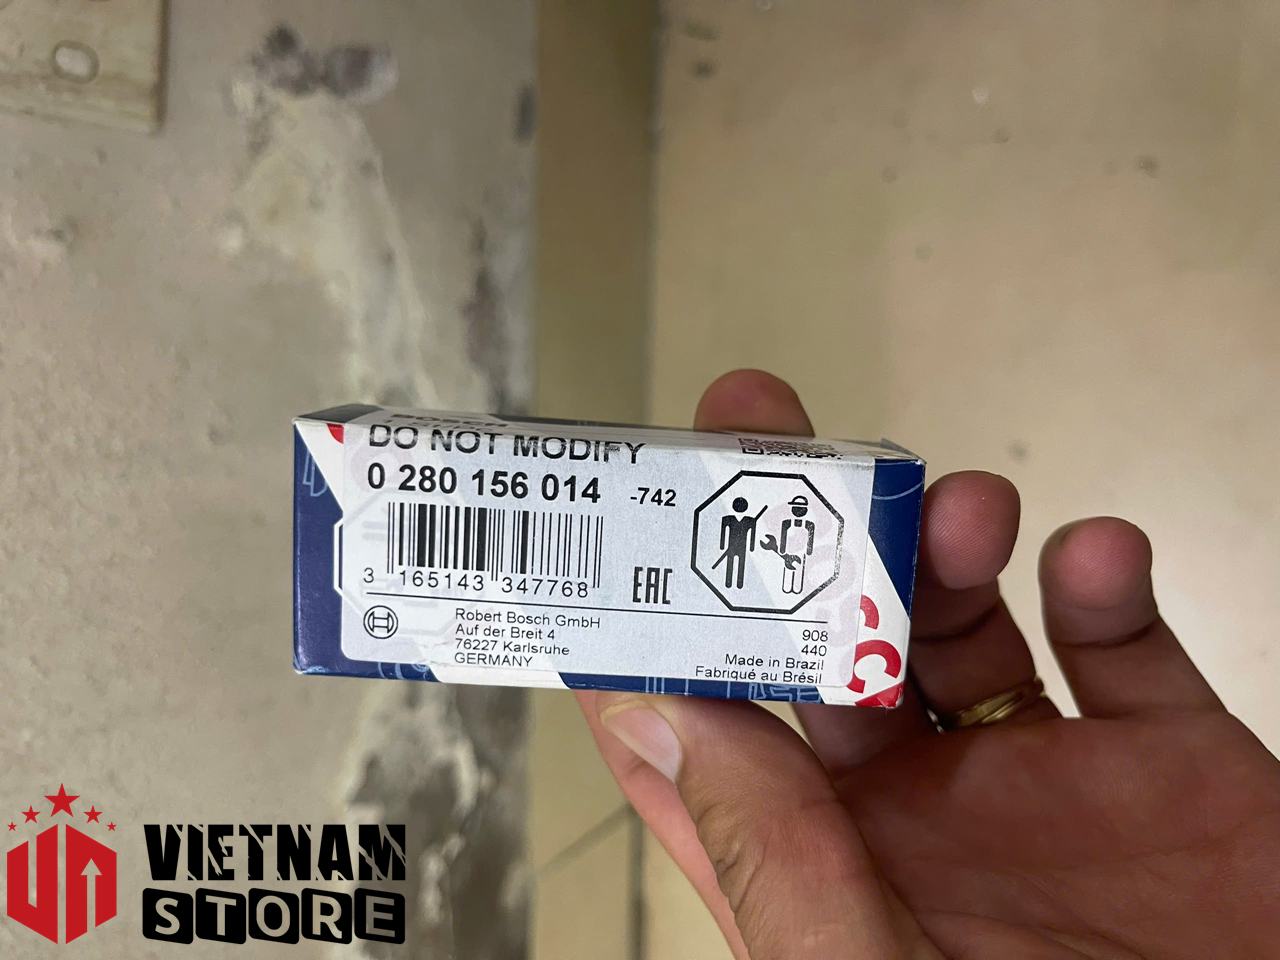 BOSCH
DO NOT MODIFY
0 280 156 014 -742
3 165143 347768
EAC
Robert Bosch GmbH
Auf der Breit 4
76227 Karlsruhe
GERMANY
908
440
Made in Brazil
Fabriqué au Brésil
VIETNAM
STORE